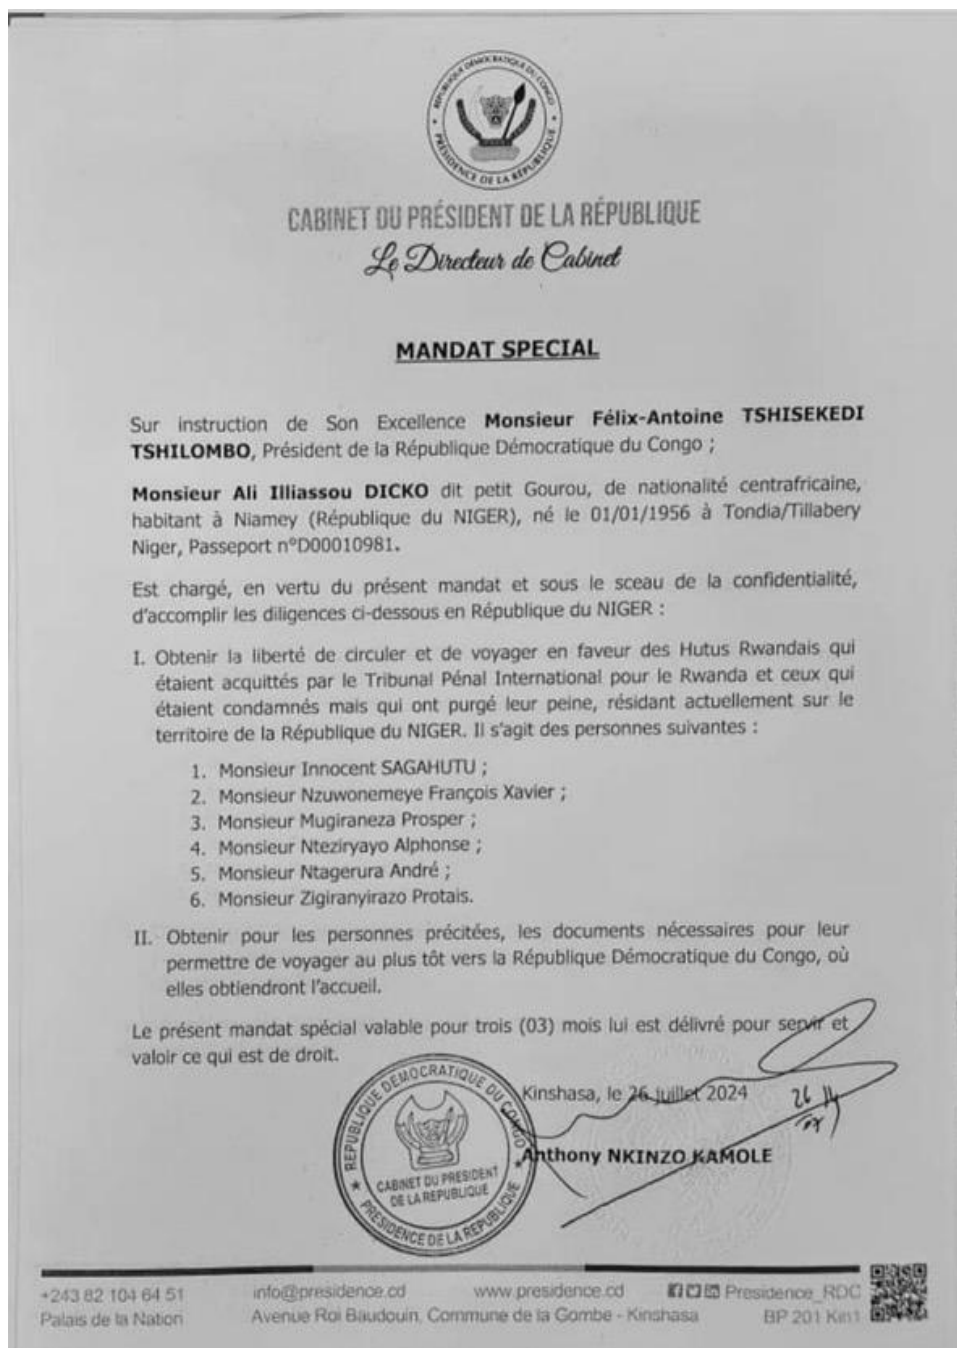 RÉPUBLIQUE DÉMOCRATIQUE DU CONGO
PRÉSIDENCE DE LA RÉPUBLIQUE
CABINET DU PRÉSIDENT DE LA RÉPUBLIQUE
Le Directeur de Cabinet
MANDAT SPECIAL
Sur instruction de Son Excellence Monsieur Félix-Antoine TSHISEKEDI
TSHILOMBO, Président de la République Démocratique du Congo ;
Monsieur Ali Illiassou DICKO dit petit Gourou, de nationalité centrafricaine,
habitant à Niamey (République du NIGER), né le 01/01/1956 à Tondia/Tillabery
Niger, Passeport n°D00010981.
Est chargé, en vertu du présent mandat et sous le sceau de la confidentialité,
d'accomplir les diligences ci-dessous en République du NIGER :
I. Obtenir la liberté de circuler et de voyager en faveur des Hutus Rwandais qui
étaient acquittés par le Tribunal Pénal International pour le Rwanda et ceux qui
étaient condamnés mais qui ont purgé leur peine, résidant actuellement sur le
territoire de la République du NIGER. Il s'agit des personnes suivantes :
1. Monsieur Innocent SAGAHUTU ;
2. Monsieur Nzuwonemeye François Xavier ;
3. Monsieur Mugiraneza Prosper ;
4. Monsieur Nteziryayo Alphonse ;
5. Monsieur Ntagerura André ;
6. Monsieur Zigiranyirazo Protais.
II. Obtenir pour les personnes précitées, les documents nécessaires pour leur
permettre de voyager au plus tôt vers la République Démocratique du Congo, où
elles obtiendront l'accueil.
Le présent mandat spécial valable pour trois (03) mois lui est délivré pour servir et
valoir ce qui est de droit.
Kinshasa, le 26 juillet 2024
Anthony NKINZO KAMOLE
REPUBLIQUE DEMOCRATIQUE DU CONGO
CABINET DU PRESIDENT
DE LA REPUBLIQUE
PRESIDENCE DE LA REPUBLIQUE
+243 82 104 64 51 info@presidence.cd www.presidence.cd Presidence_RDC
Palais de la Nation Avenue Roi Baudouin, Commune de la Gombe - Kinshasa BP 201 Kin1